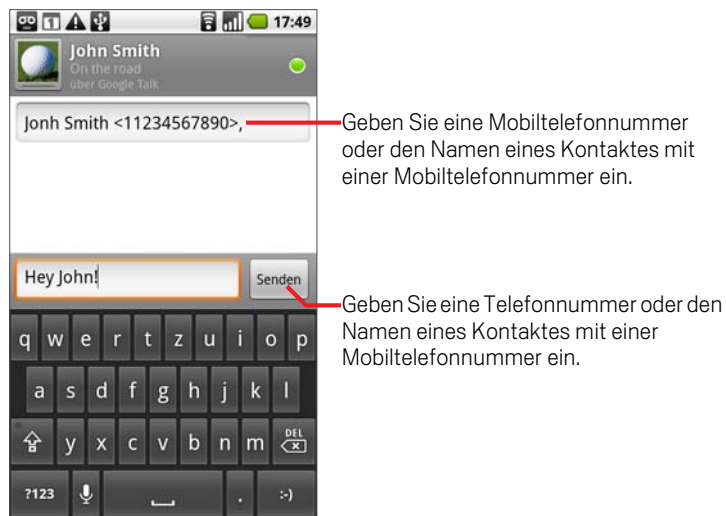 17:49
John Smith
On the road
über Google Talk
Jonh Smith <11234567890>,
Geben Sie eine Mobiltelefonnummer
oder den Namen eines Kontaktes mit
einer Mobiltelefonnummer ein.
Hey John!
Senden
Geben Sie eine Telefonnummer oder den
Namen eines Kontaktes mit einer
Mobiltelefonnummer ein.
q w e r t z u i o p
a s d f g h j k l
y x c v b n m DEL
?123 . :-)